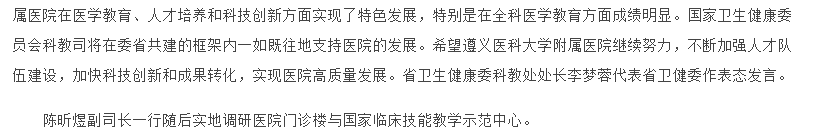 属医院在医学教育、人才培养和科技创新方面实现了特色发展，特别是在全科医学教育方面成绩明显。国家卫生健康委
员会科教司将在委省共建的框架内一如既往地支持医院的发展。希望遵义医科大学附属医院继续努力，不断加强人才队
伍建设，加快科技创新和成果转化，实现医院高质量发展。省卫生健康委科教处处长李梦蓉代表省卫健委作表态发言。
陈昕煜副司长一行随后实地调研医院门诊楼与国家临床技能教学示范中心。